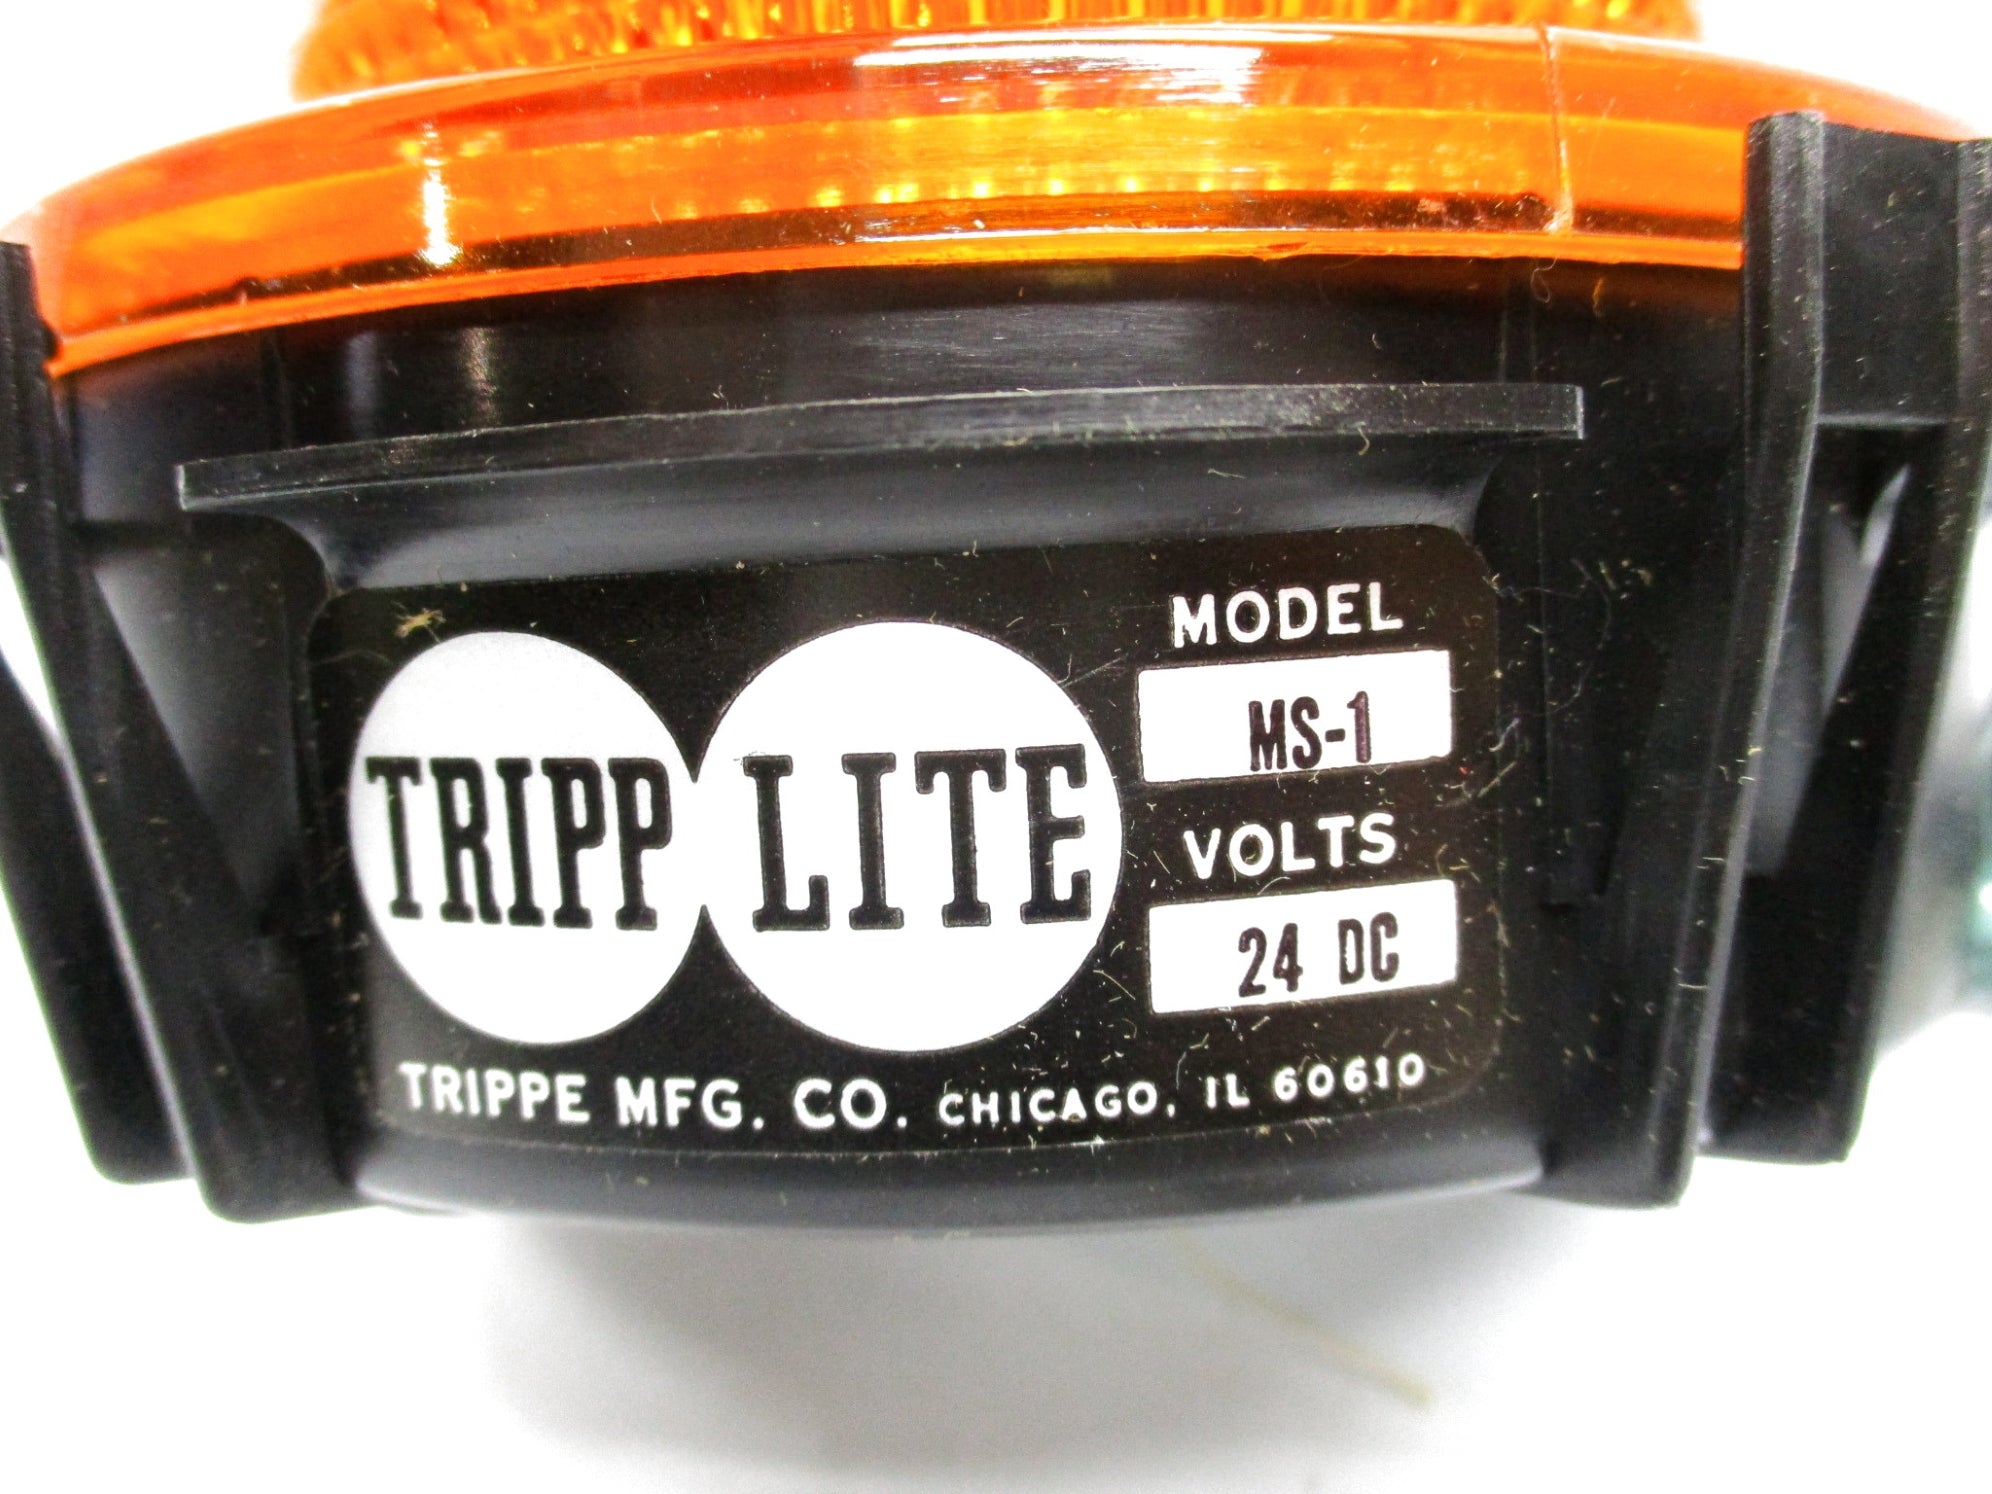 TRIPP LITE
MODEL
MS-1
VOLTS
24 DC
TRIPPE MFG. CO. CHICAGO, IL 60610